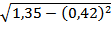 √1,35 − (0,42)²